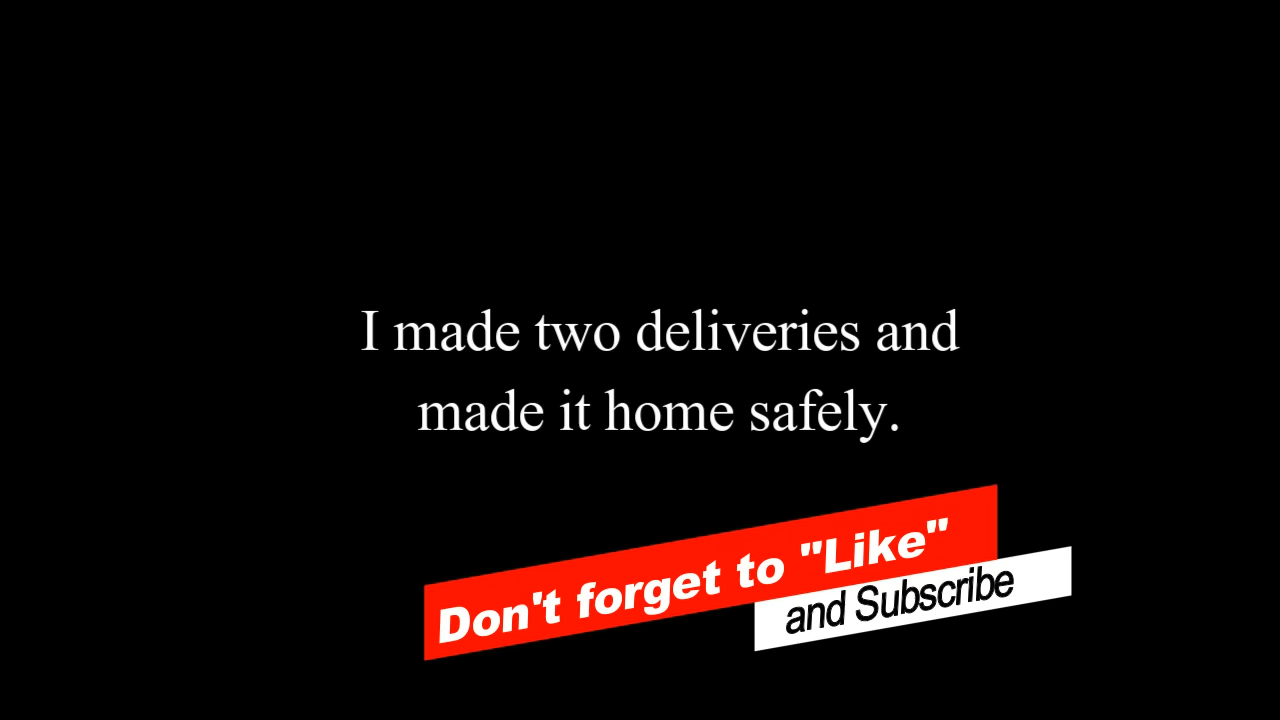 I made two deliveries and
made it home safely.
Don't forget to "Like"
and Subscribe